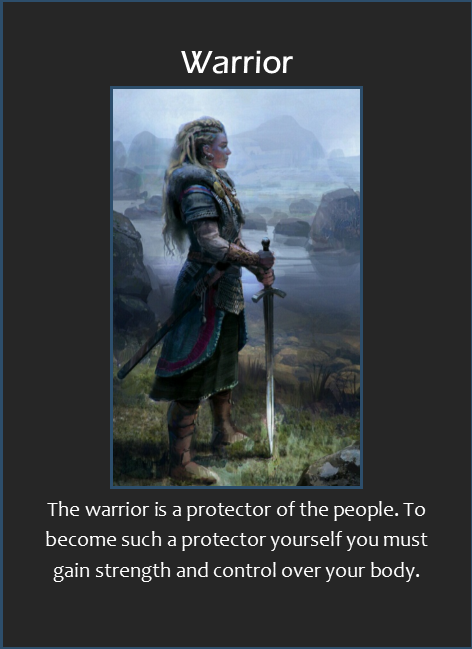 Warrior
The warrior is a protector of the people. To
become such a protector yourself you must
gain strength and control over your body.